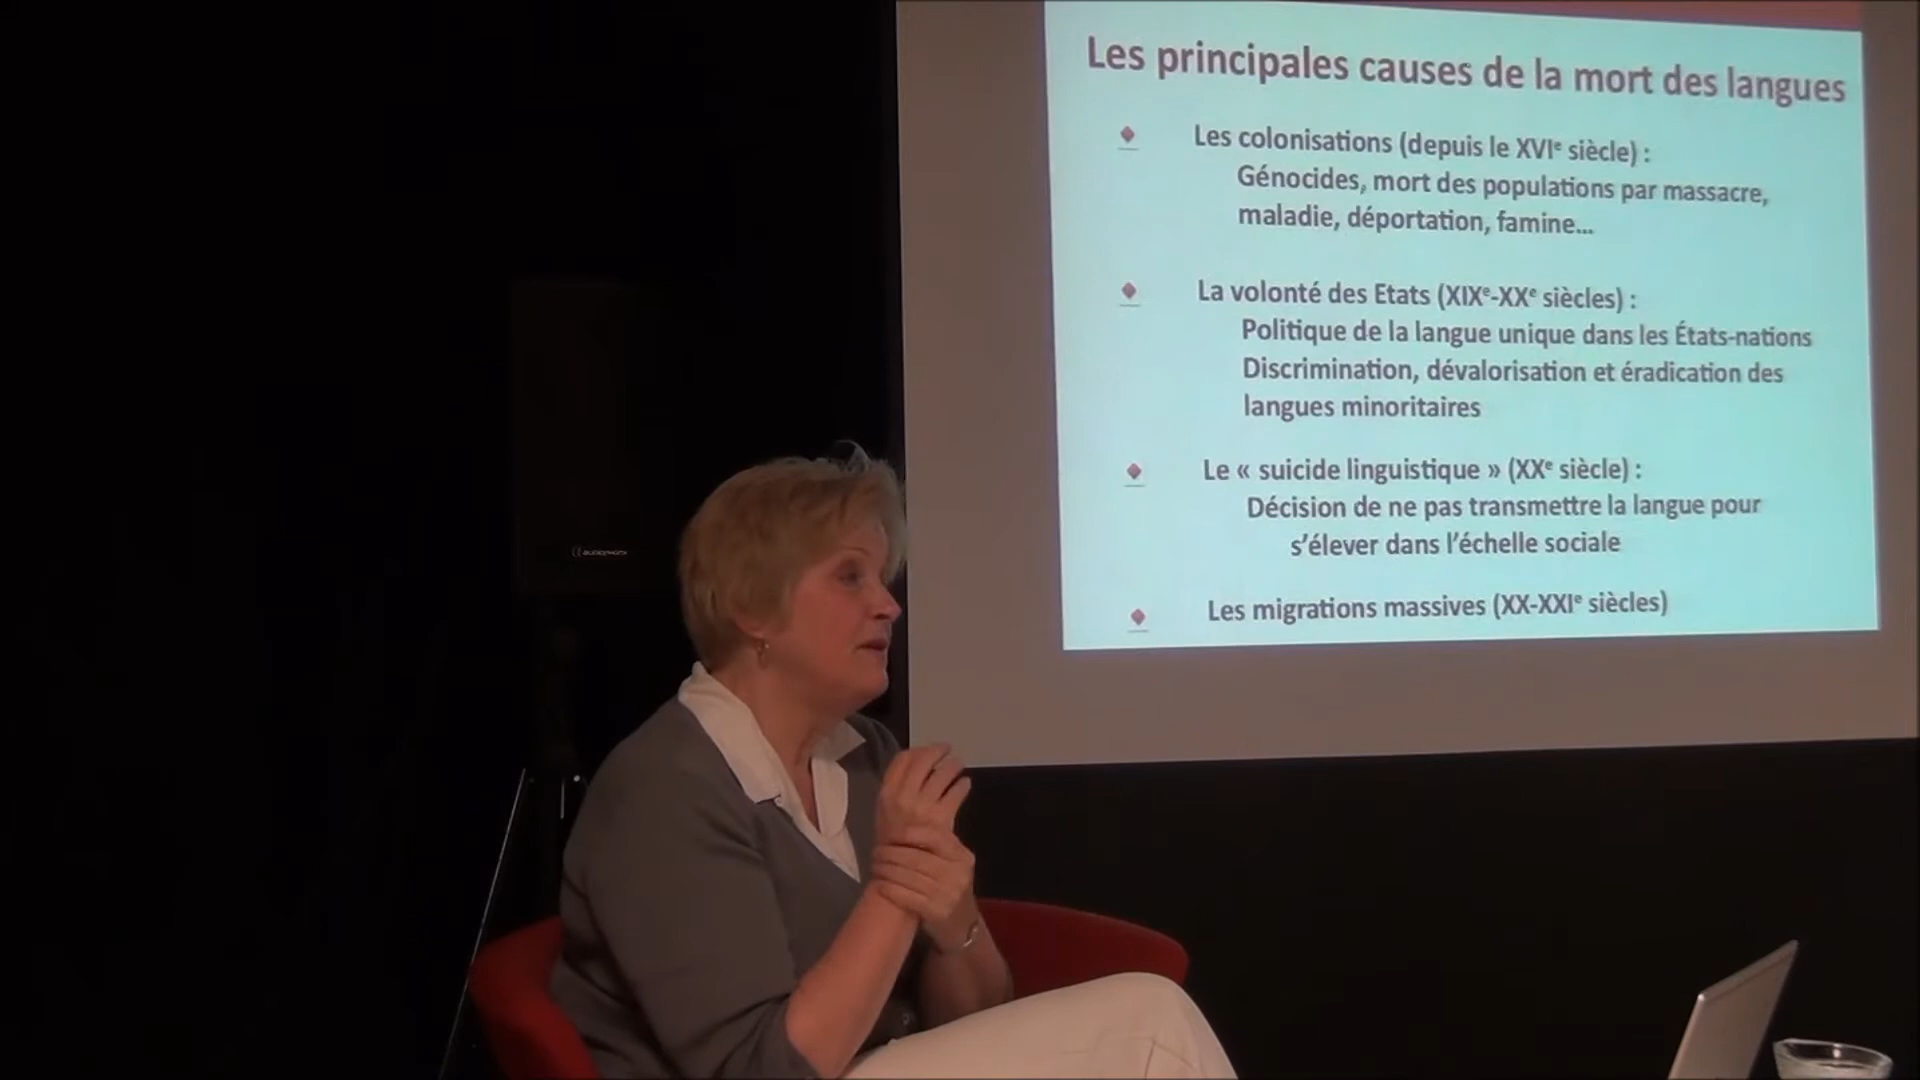 Les principales causes de la mort des langues
Les colonisations (depuis le XVIe siècle) :
Génocides, mort des populations par massacre,
maladie, déportation, famine...
La volonté des Etats (XIXe-XXe siècles) :
Politique de la langue unique dans les États-nations
Discrimination, dévalorisation et éradication des
langues minoritaires
Le « suicide linguistique » (XXe siècle) :
Décision de ne pas transmettre la langue pour
s'élever dans l'échelle sociale
Les migrations massives (XX-XXIe siècles)